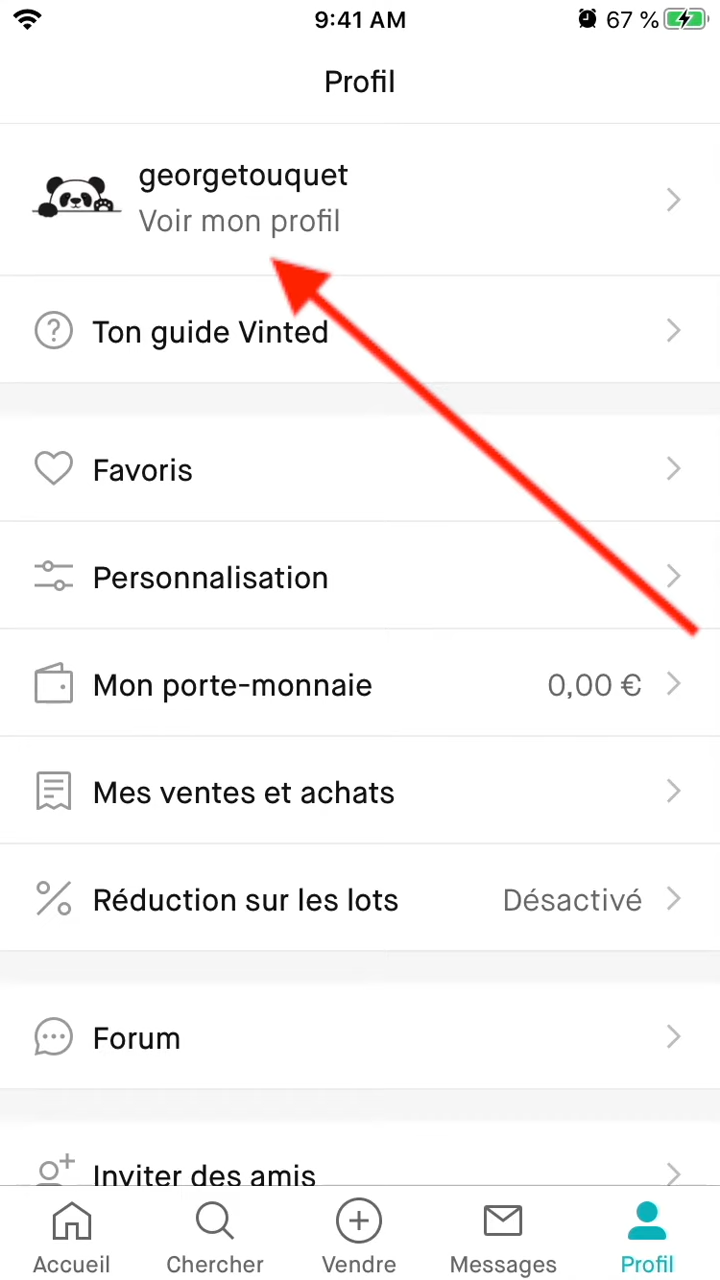 9:41 AM 67 %
Profil
georgetouquet
Voir mon profil
Ton guide Vinted
Favoris
Personnalisation
Mon porte-monnaie 0,00 €
Mes ventes et achats
Réduction sur les lots Désactivé
Forum
Inviter des amis
Accueil Chercher Vendre Messages Profil